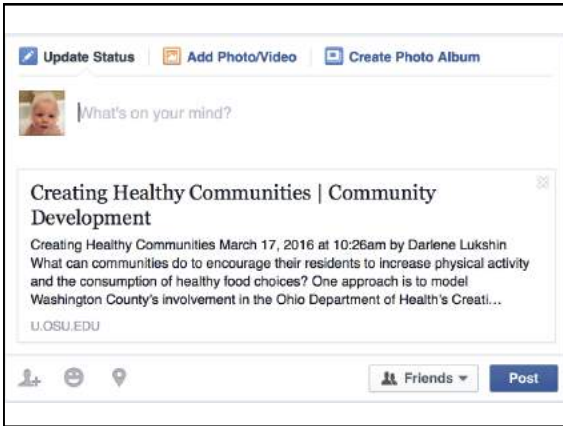 Update Status Add Photo/Video Create Photo Album
What's on your mind?
Creating Healthy Communities | Community
Development
Creating Healthy Communities March 17, 2016 at 10:26am by Darlene Lukshin
What can communities do to encourage their residents to increase physical activity
and the consumption of healthy food choices? One approach is to model
Washington County's involvement in the Ohio Department of Health's Creati...
U.OSU.EDU
Friends Post